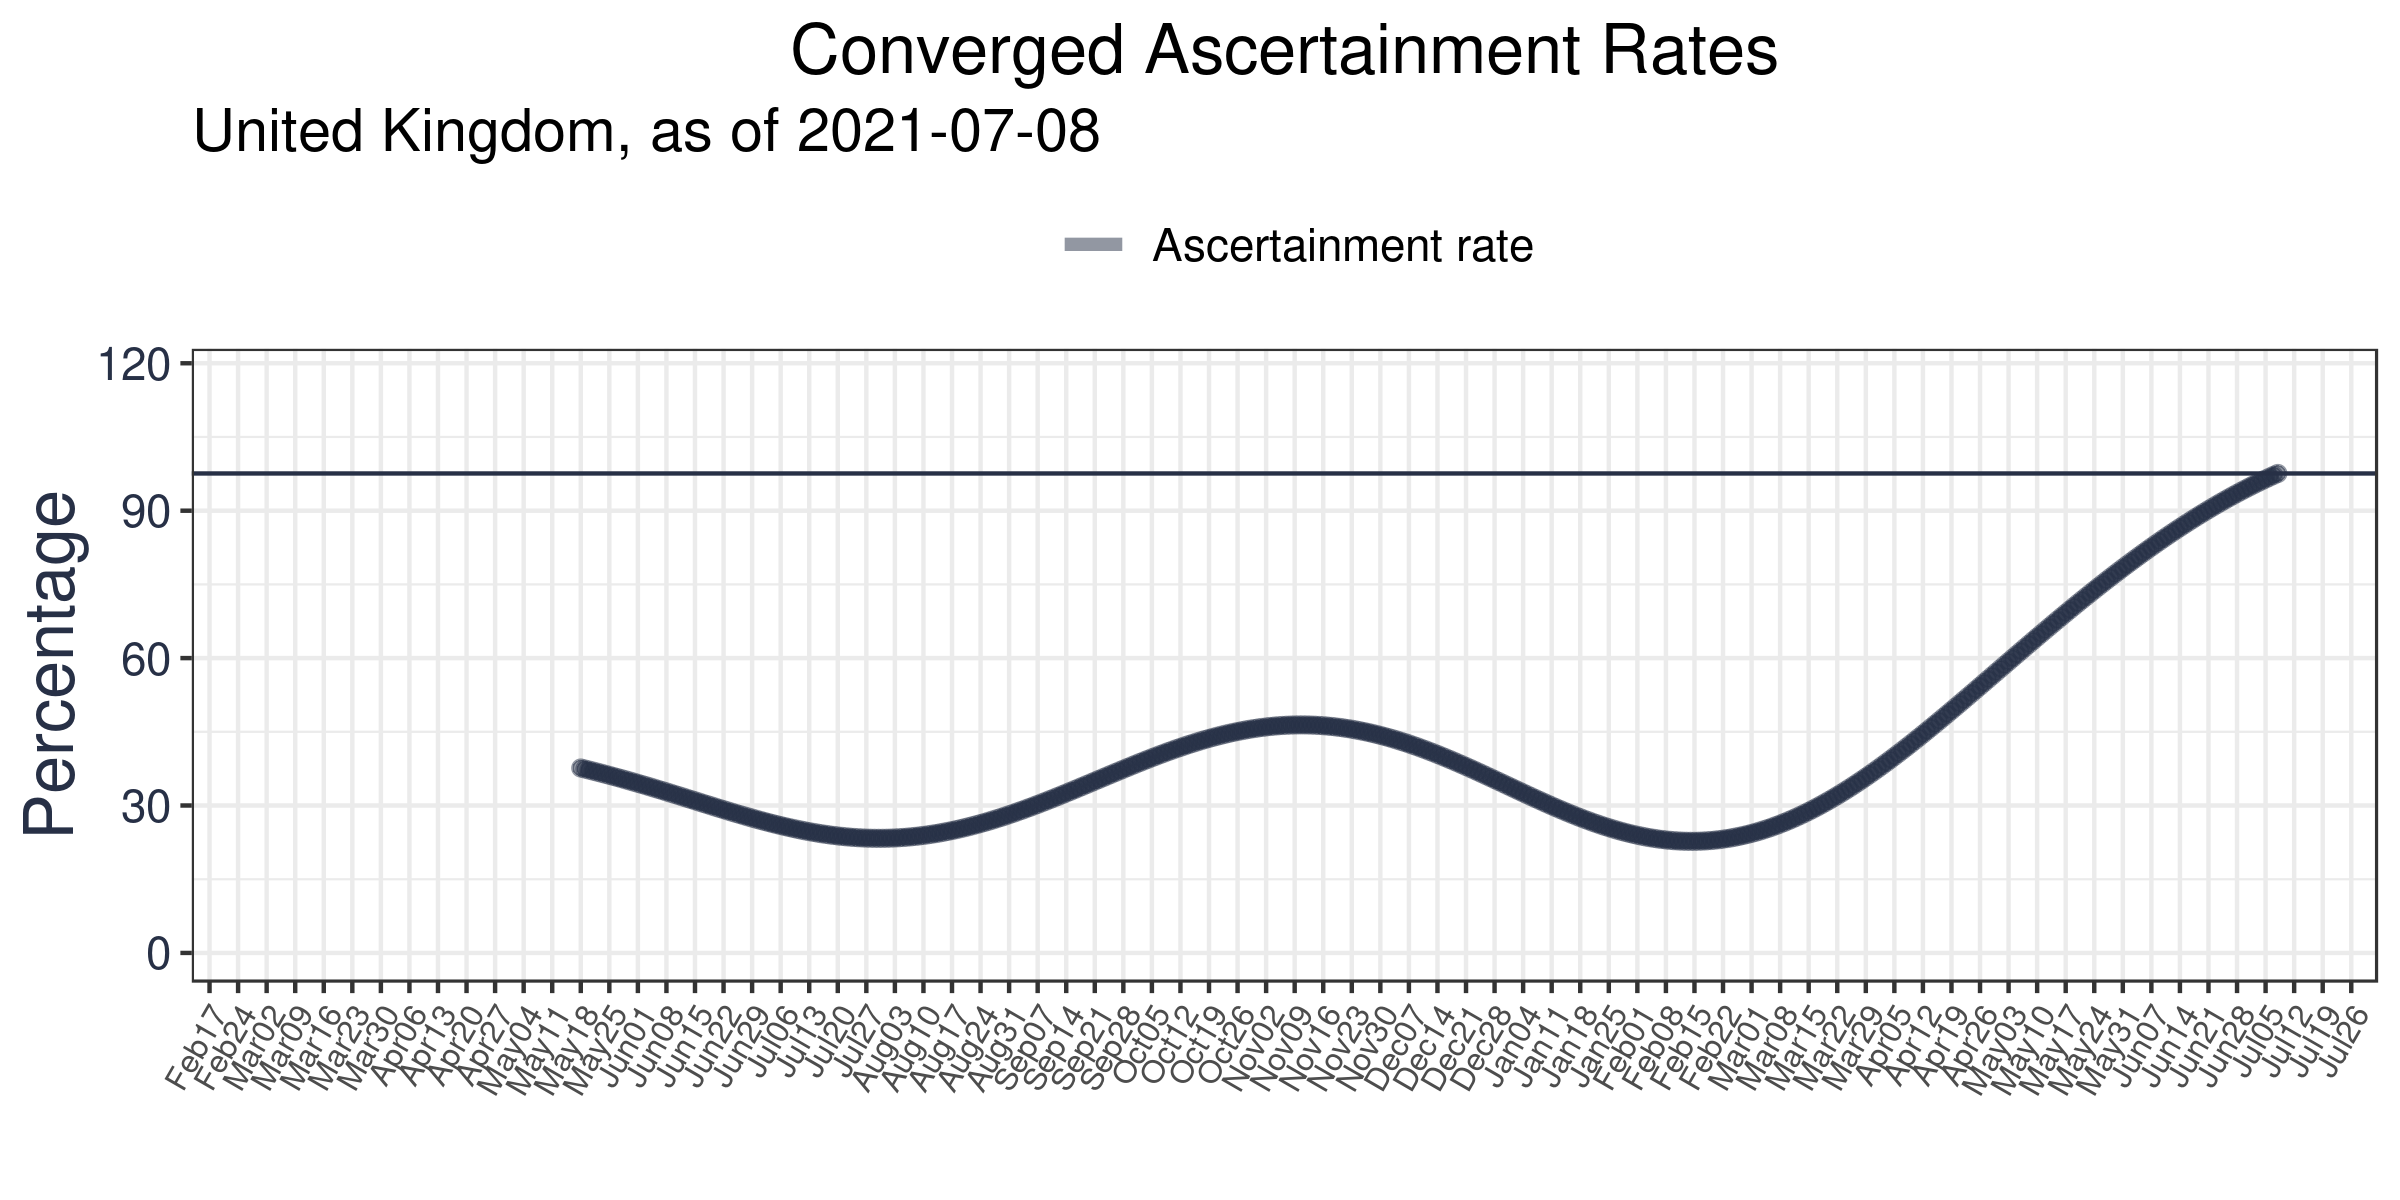 Converged Ascertainment Rates
United Kingdom, as of 2021-07-08
Ascertainment rate
Percentage
120
90
60
30
0
Feb17
Feb24
Mar02
Mar09
Mar16
Mar23
Mar30
Apr06
Apr13
Apr20
Apr27
May04
May11
May18
May25
Jun01
Jun08
Jun15
Jun22
Jun29
Jul06
Jul13
Jul20
Jul27
Aug03
Aug10
Aug17
Aug24
Aug31
Sep07
Sep14
Sep21
Sep28
Oct05
Oct12
Oct19
Oct26
Nov02
Nov09
Nov16
Nov23
Nov30
Dec07
Dec14
Dec21
Dec28
Jan04
Jan11
Jan18
Jan25
Feb01
Feb08
Feb15
Feb22
Mar01
Mar08
Mar15
Mar22
Mar29
Apr05
Apr12
Apr19
Apr26
May03
May10
May17
May24
May31
Jun07
Jun14
Jun21
Jun28
Jul05
Jul12
Jul19
Jul26